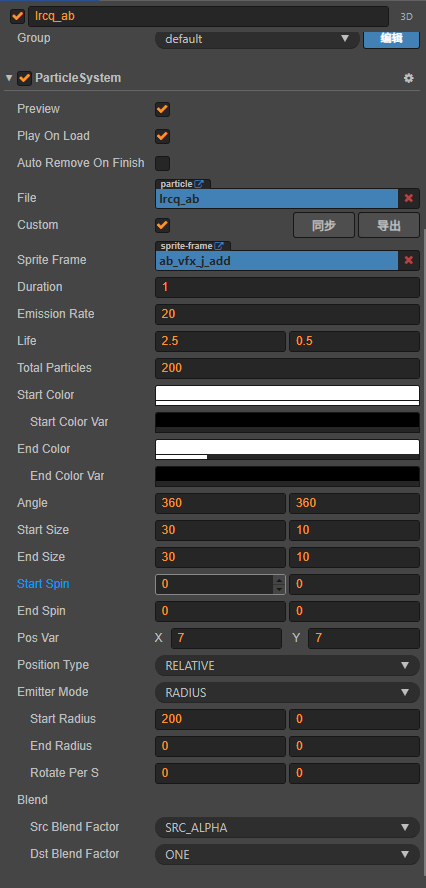 lrcq_ab 3D
Group default 编辑
ParticleSystem
Preview
Play On Load
Auto Remove On Finish
particle
File lrcq_ab
Custom 同步 导出
sprite-frame
Sprite Frame ab_vfx_j_add
Duration 1
Emission Rate 20
Life 2.5 0.5
Total Particles 200
Start Color
Start Color Var
End Color
End Color Var
Angle 360 360
Start Size 30 10
End Size 30 10
Start Spin 0 0
End Spin 0 0
Pos Var X 7 Y 7
Position Type RELATIVE
Emitter Mode RADIUS
Start Radius 200 0
End Radius 0 0
Rotate Per S 0 0
Blend
Src Blend Factor SRC_ALPHA
Dst Blend Factor ONE